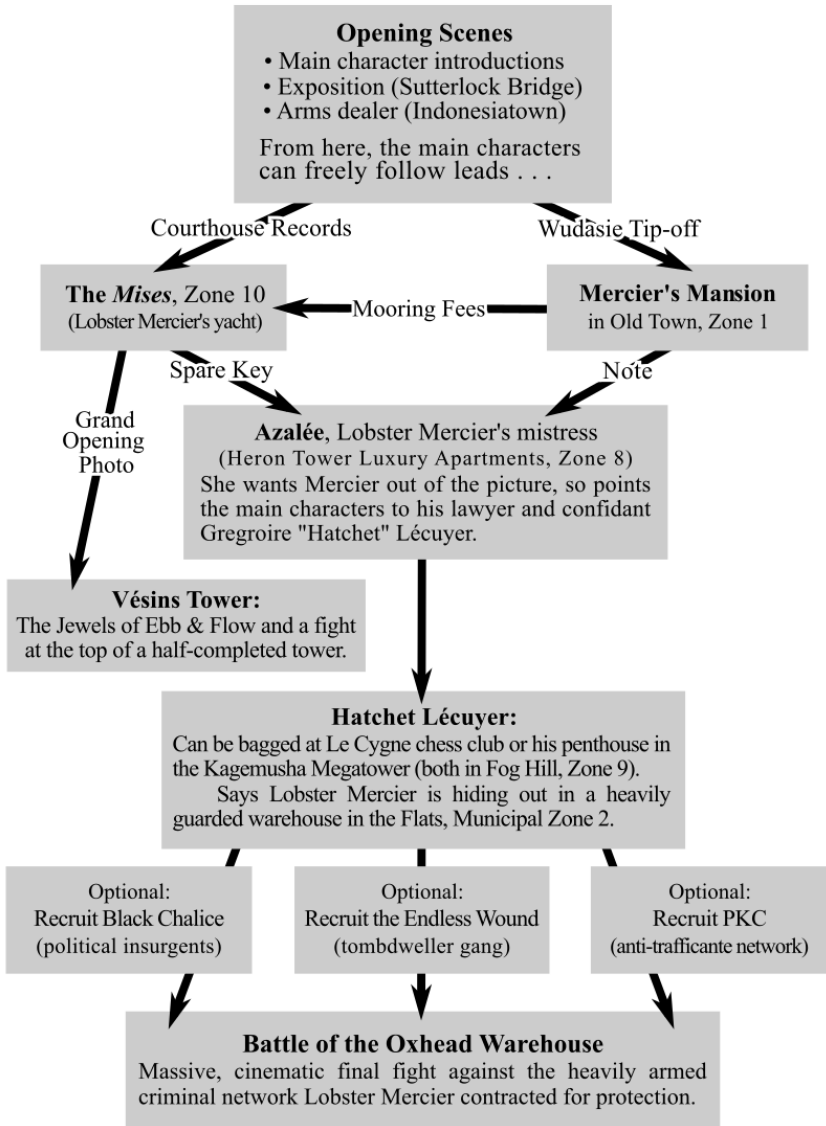 Opening Scenes
• Main character introductions
• Exposition (Sutterlock Bridge)
• Arms dealer (Indonesiatown)
From here, the main characters
can freely follow leads . . .
Courthouse Records
Wudasie Tip-off
The Mises, Zone 10
(Lobster Mercier's yacht)
Mooring Fees
Mercier's Mansion
in Old Town, Zone 1
Spare Key
Note
Grand
Opening
Photo
Azalée, Lobster Mercier's mistress
(Heron Tower Luxury Apartments, Zone 8)
She wants Mercier out of the picture, so points
the main characters to his lawyer and confidant
Gregroire "Hatchet" Lécuyer.
Vésins Tower:
The Jewels of Ebb & Flow and a fight
at the top of a half-completed tower.
Hatchet Lécuyer:
Can be bagged at Le Cygne chess club or his penthouse in
the Kagemusha Megatower (both in Fog Hill, Zone 9).
Says Lobster Mercier is hiding out in a heavily
guarded warehouse in the Flats, Municipal Zone 2.
Optional:
Recruit Black Chalice
(political insurgents)
Optional:
Recruit the Endless Wound
(tombdweller gang)
Optional:
Recruit PKC
(anti-trafficante network)
Battle of the Oxhead Warehouse
Massive, cinematic final fight against the heavily armed
criminal network Lobster Mercier contracted for protection.